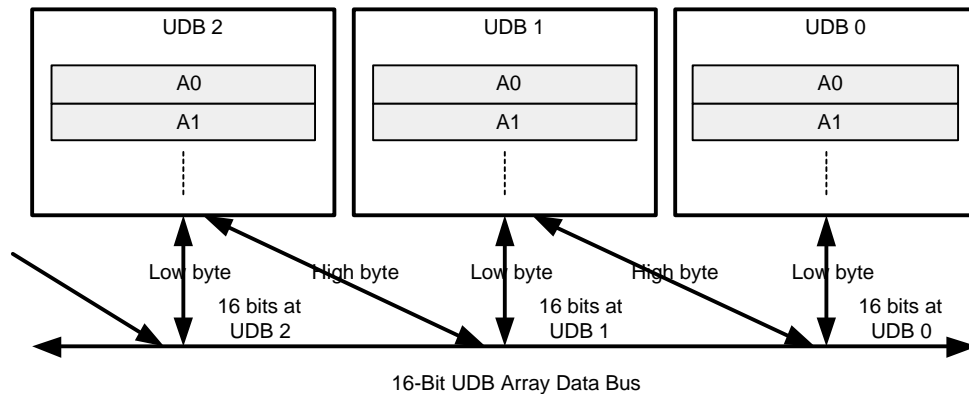 UDB 2
UDB 1
UDB 0
A0
A0
A0
A1
A1
A1
Low byte
High byte
Low byte
High byte
Low byte
16 bits at
UDB 2
16 bits at
UDB 1
16 bits at
UDB 0
16-Bit UDB Array Data Bus